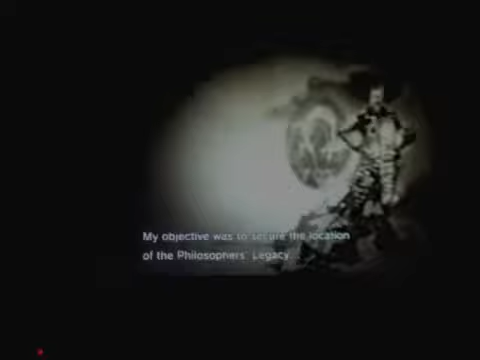 My objective was to secure the location
of the Philosophers' Legacy...